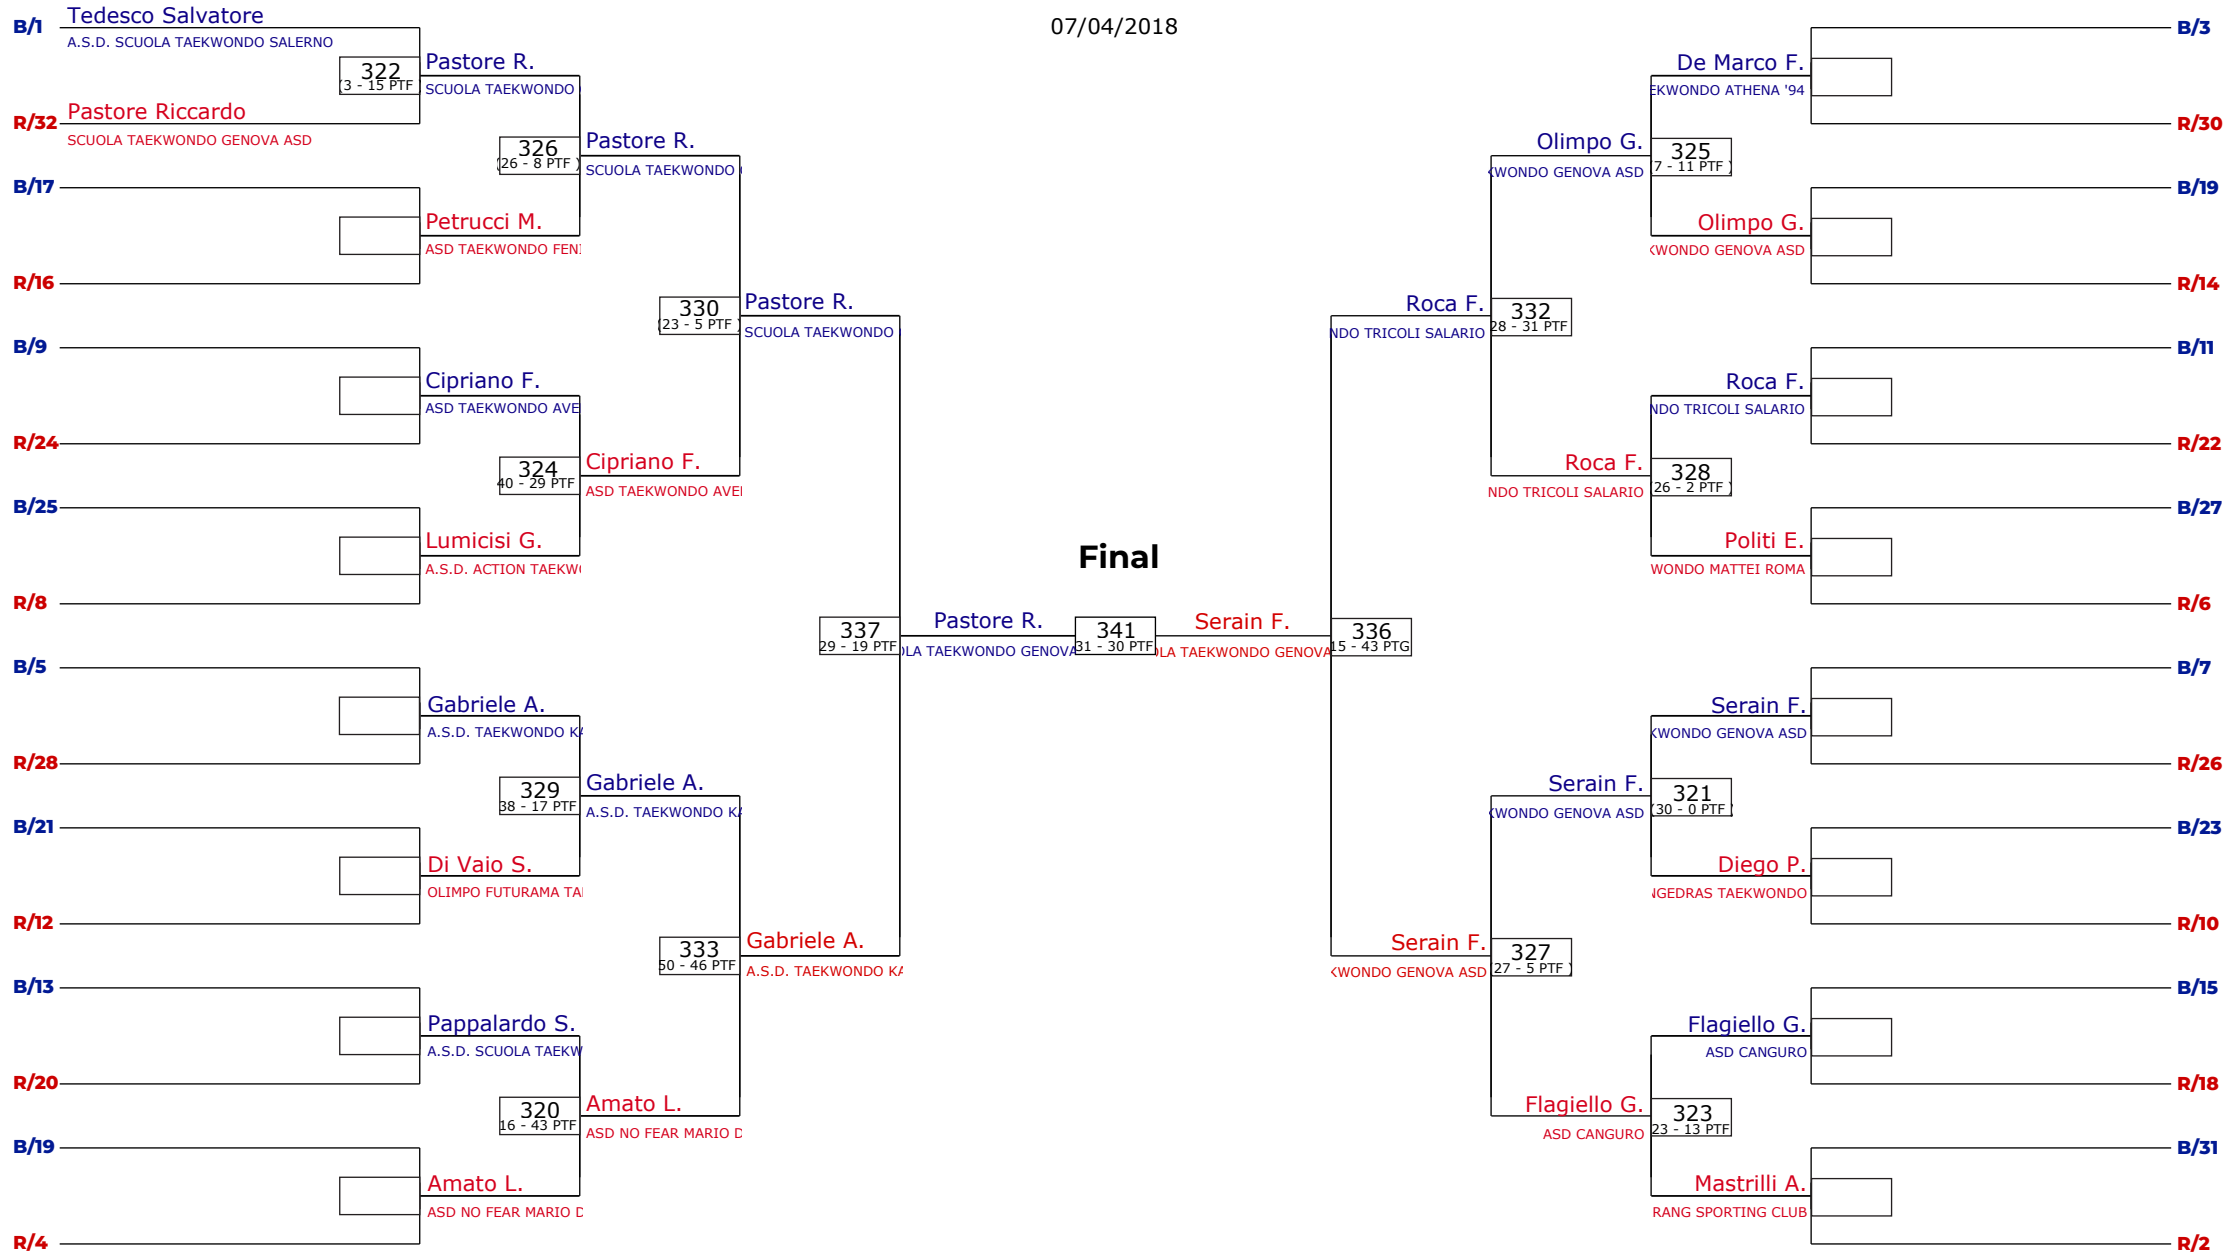 07/04/2018
B/1
Tedesco Salvatore
A.S.D. SCUOLA TAEKWONDO SALERNO
322
(3 - 15 PTF
Pastore R.
SCUOLA TAEKWONDO
R/32
Pastore Riccardo
SCUOLA TAEKWONDO GENOVA ASD
326
(26 - 8 PTF )
Pastore R.
SCUOLA TAEKWONDO
B/17
Petrucci M.
ASD TAEKWONDO FENI
R/16
330
(23 - 5 PTF )
Pastore R.
SCUOLA TAEKWONDO
B/9
Cipriano F.
ASD TAEKWONDO AVE
R/24
324
40 - 29 PTF
Cipriano F.
ASD TAEKWONDO AVE
B/25
Lumicisi G.
A.S.D. ACTION TAEKW
R/8
337
29 - 19 PTF
Pastore R.
LA TAEKWONDO GENOVA
B/5
Gabriele A.
A.S.D. TAEKWONDO KA
R/28
329
38 - 17 PTF
Gabriele A.
A.S.D. TAEKWONDO KA
B/21
Di Vaio S.
OLIMPO FUTURAMA TA
R/12
333
50 - 46 PTF
Gabriele A.
A.S.D. TAEKWONDO KA
B/13
Pappalardo S.
A.S.D. SCUOLA TAEKW
R/20
320
16 - 43 PTF
Amato L.
ASD NO FEAR MARIO D
B/19
Amato L.
ASD NO FEAR MARIO D
R/4
Final
341
31 - 30 PTF
Serain F.
LA TAEKWONDO GENOVA
336
15 - 43 PTG
B/3
De Marco F.
EKWONDO ATHENA '94
R/30
Olimpo G.
KWONDO GENOVA ASD
325
(7 - 11 PTF )
B/19
Olimpo G.
KWONDO GENOVA ASD
R/14
Roca F.
NDO TRICOLI SALARIO
332
28 - 31 PTF
B/11
Roca F.
NDO TRICOLI SALARIO
R/22
Roca F.
NDO TRICOLI SALARIO
328
(26 - 2 PTF )
B/27
Politi E.
WONDO MATTEI ROMA
R/6
B/7
Serain F.
KWONDO GENOVA ASD
R/26
Serain F.
KWONDO GENOVA ASD
321
(30 - 0 PTF )
B/23
Diego P.
NGEDRAS TAEKWONDO
R/10
Serain F.
KWONDO GENOVA ASD
327
(27 - 5 PTF )
B/15
Flagiello G.
ASD CANGURO
R/18
Flagiello G.
ASD CANGURO
323
23 - 13 PTF
B/31
Mastrilli A.
RANG SPORTING CLUB
R/2